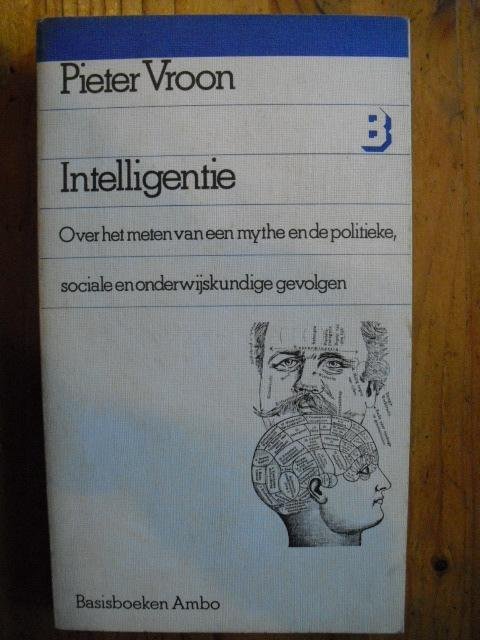 Pieter Vroon
B
Intelligentie
Over het meten van een mythe en de politieke,
sociale en onderwijskundige gevolgen
Basisboeken Ambo